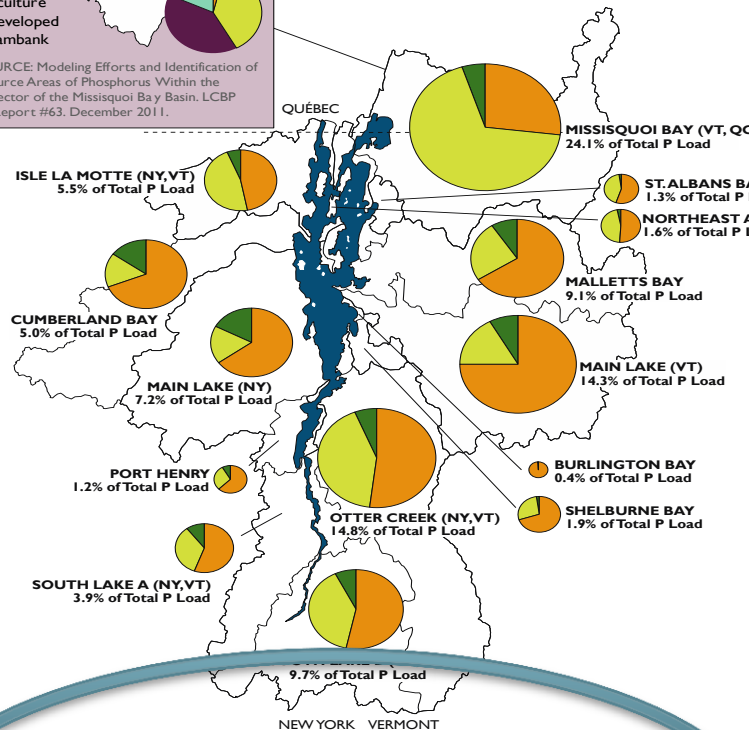 culture
eveloped
ambank
URCE: Modeling Efforts and Identification of
urce Areas of Phosphorus Within the
ector of the Missisquoi Bay Basin. LCBP
eport #63. December 2011.
QUÉBEC
MISSISQUOI BAY (VT, QC
24.1% of Total P Load
ISLE LA MOTTE (NY,VT)
5.5% of Total P Load
ST. ALBANS BA
1.3% of Total P
NORTHEAST A
1.6% of Total P L
MALLETTS BAY
9.1% of Total P Load
CUMBERLAND BAY
5.0% of Total P Load
MAIN LAKE (VT)
14.3% of Total P Load
MAIN LAKE (NY)
7.2% of Total P Load
BURLINGTON BAY
0.4% of Total P Load
PORT HENRY
1.2% of Total P Load
SHELBURNE BAY
1.9% of Total P Load
OTTER CREEK (NY,VT)
14.8% of Total P Load
SOUTH LAKE A (NY,VT)
3.9% of Total P Load
9.7% of Total P Load
NEW YORK VERMONT